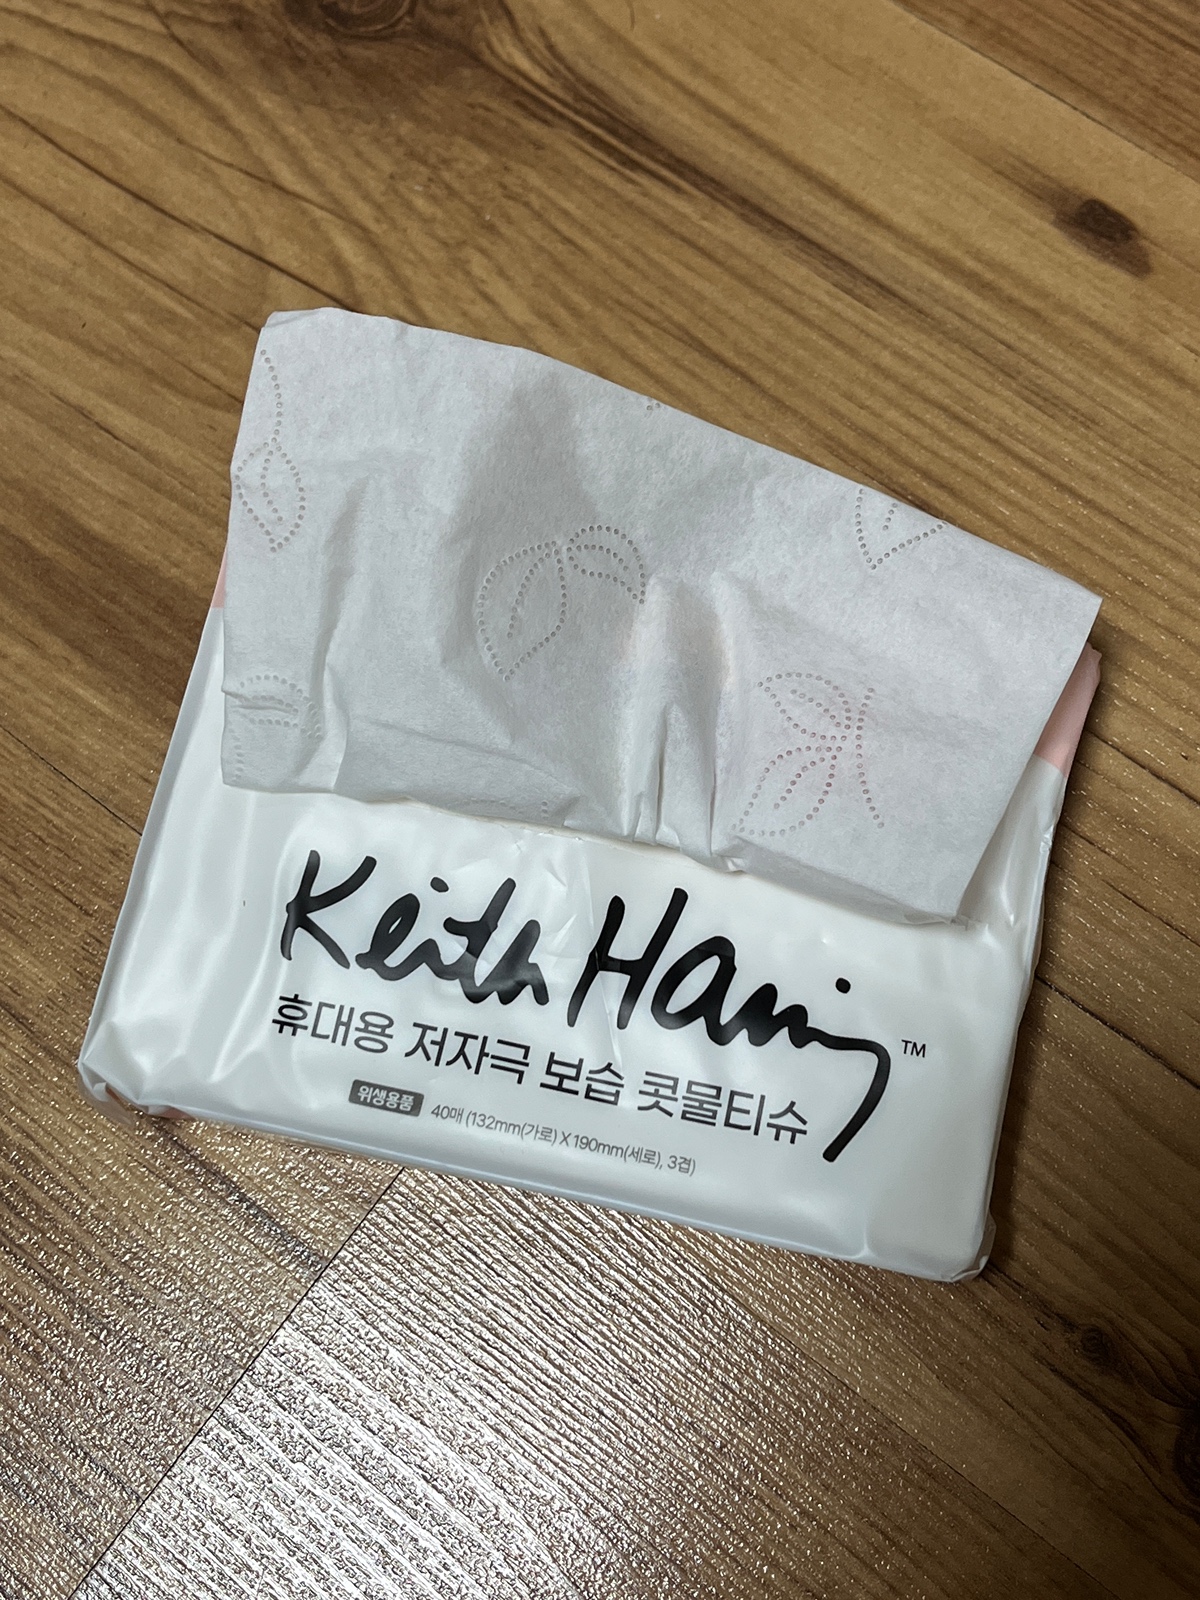 Keith Haring™
휴대용 저자극 보습 콧물티슈
위생용품 40매 (132mm(가로) X 190mm(세로), 3겹)